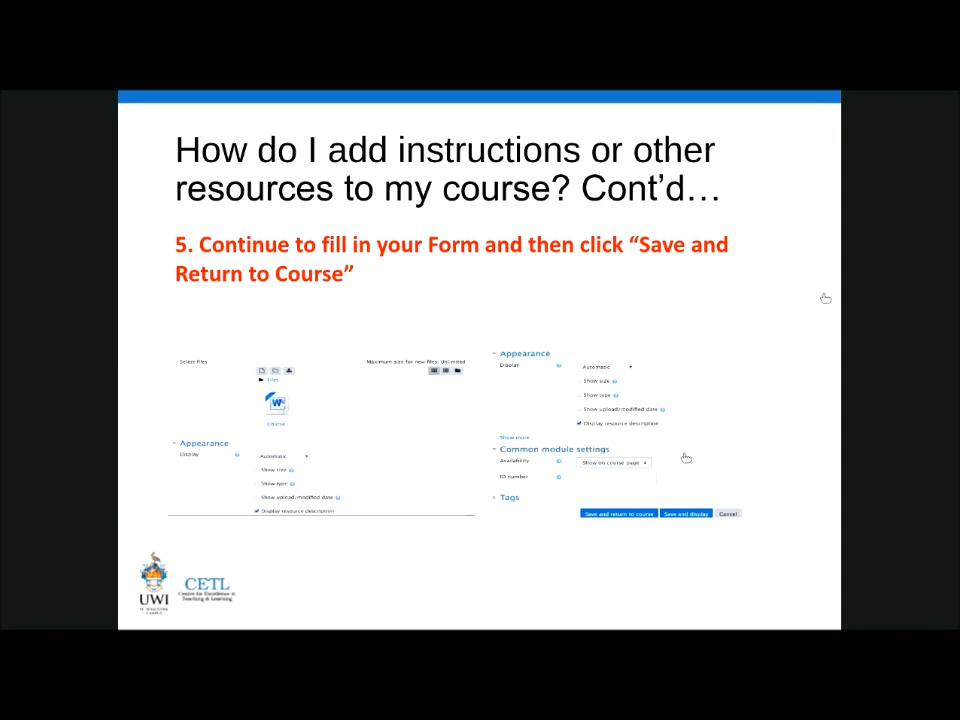 How do I add instructions or other
resources to my course? Cont’d…
5. Continue to fill in your Form and then click “Save and
Return to Course”
Select files
Maximum size for new files: Unlimited
Files
W
Course
Appearance
Display
Automatic
Show size
Show type
Show upload/modified date
Display resource description
Appearance
Display
Automatic
Show size
Show type
Show upload/modified date
Display resource description
Show more
Common module settings
Availability
Show on course page
ID number
Tags
Save and return to course
Save and display
Cancel
UWI
CETL
Centre for Excellence in
Teaching & Learning